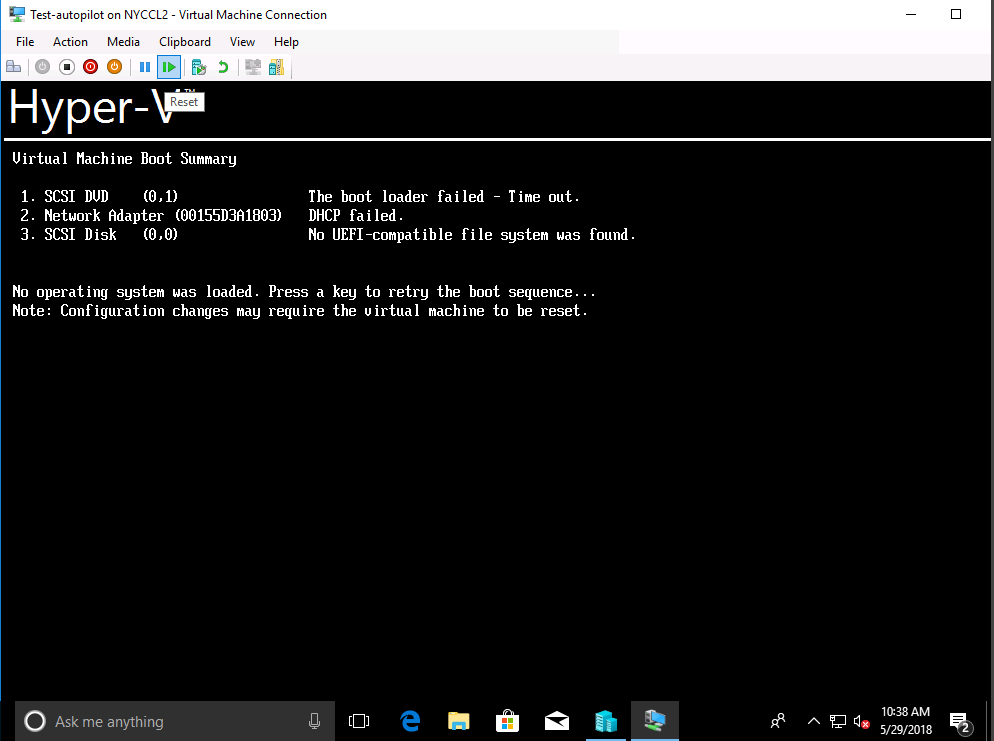 Test-autopilot on NYCCL2 - Virtual Machine Connection
File Action Media Clipboard View Help
Hyper-V™
Reset
Virtual Machine Boot Summary
1. SCSI DVD (0,1) The boot loader failed - Time out.
2. Network Adapter (00155D3A1803) DHCP failed.
3. SCSI Disk (0,0) No UEFI-compatible file system was found.
No operating system was loaded. Press a key to retry the boot sequence...
Note: Configuration changes may require the virtual machine to be reset.
Ask me anything
10:38 AM
5/29/2018
2